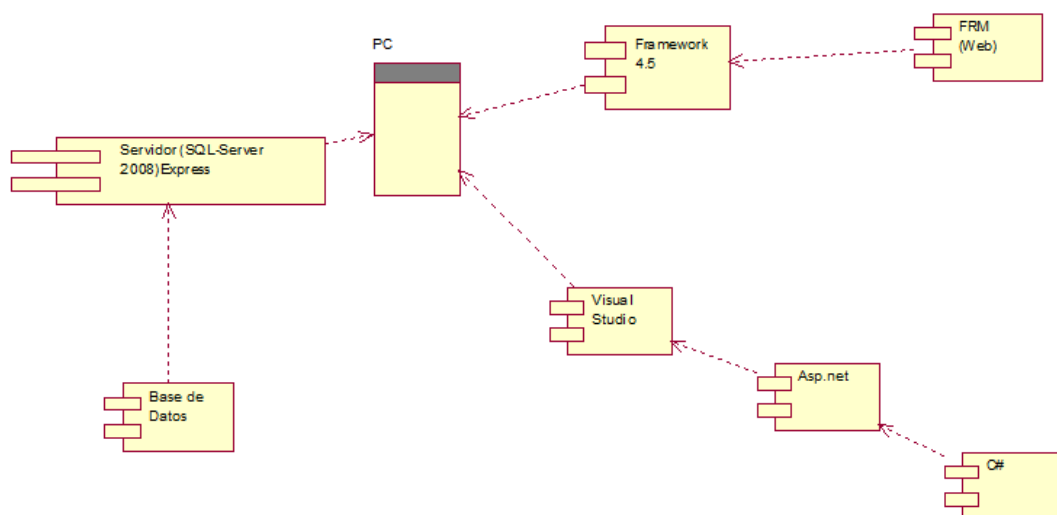 PC
Framework
4.5
FRM
(Web)
Servidor(SQL-Server
2008)Express
Visual
Studio
Base de
Datos
Asp.net
C#